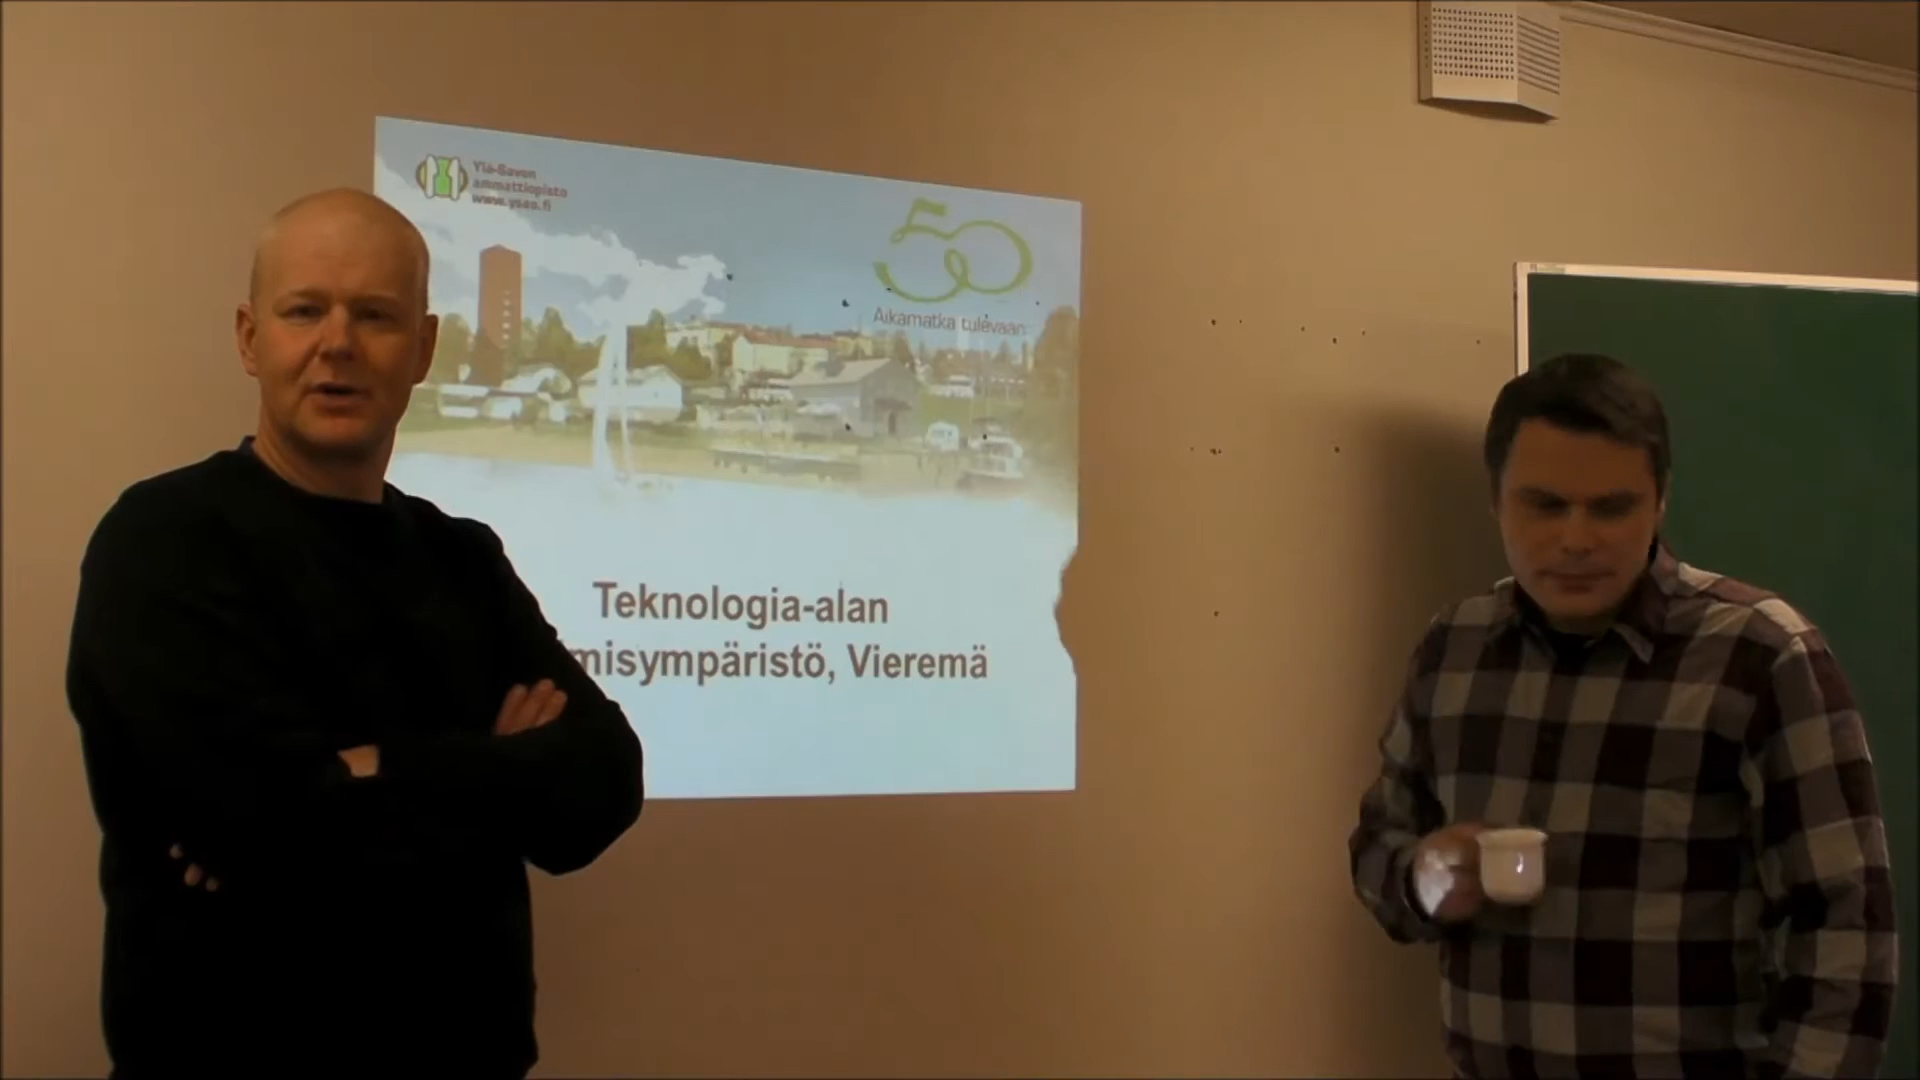 Ylä-Savon
ammattiopisto
www.ysao.fi
50
Aikamatka tulevaan
Teknologia-alan
misympäristö, Vieremä